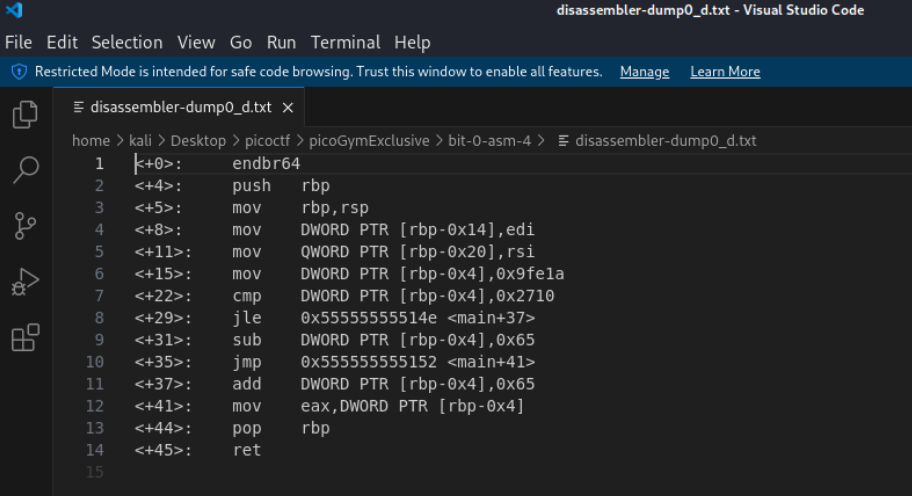 disassembler-dump0_d.txt - Visual Studio Code
File Edit Selection View Go Run Terminal Help
Restricted Mode is intended for safe code browsing. Trust this window to enable all features. Manage Learn More
disassembler-dump0_d.txt ×
home > kali > Desktop > picoctf > picoGymExclusive > bit-0-asm-4 > disassembler-dump0_d.txt
1 <+0>: endbr64
2 <+4>: push rbp
3 <+5>: mov rbp,rsp
4 <+8>: mov DWORD PTR [rbp-0x14],edi
5 <+11>: mov QWORD PTR [rbp-0x20],rsi
6 <+15>: mov DWORD PTR [rbp-0x4],0x9fe1a
7 <+22>: cmp DWORD PTR [rbp-0x4],0x2710
8 <+29>: jle 0x55555555514e <main+37>
9 <+31>: sub DWORD PTR [rbp-0x4],0x65
10 <+35>: jmp 0x555555555152 <main+41>
11 <+37>: add DWORD PTR [rbp-0x4],0x65
12 <+41>: mov eax,DWORD PTR [rbp-0x4]
13 <+44>: pop rbp
14 <+45>: ret
15